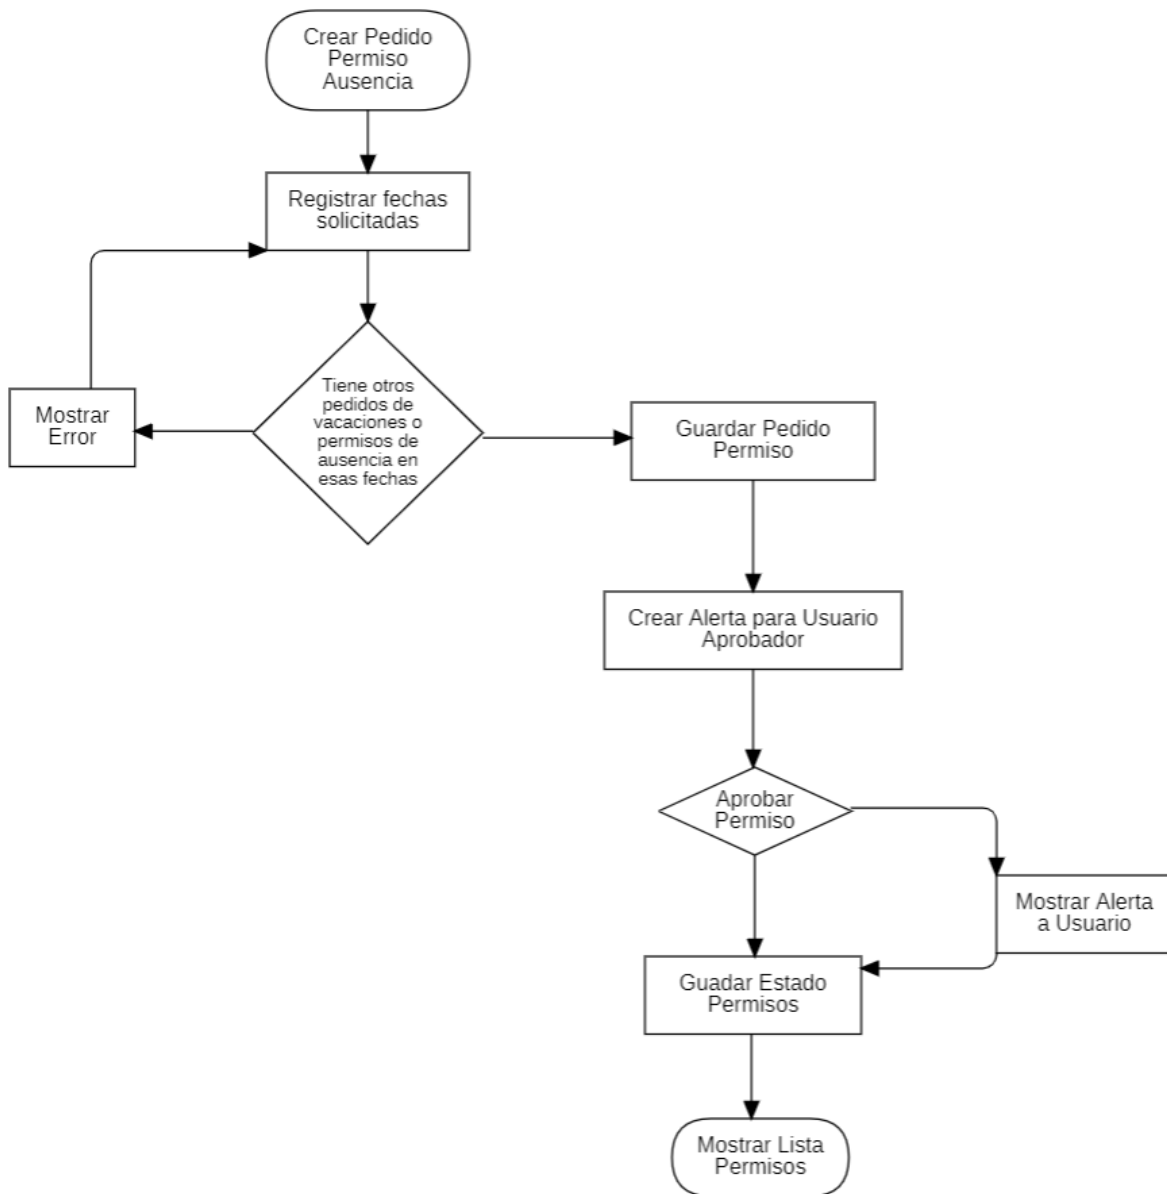 Crear Pedido
Permiso
Ausencia
Registrar fechas
solicitadas
Tiene otros
pedidos de
vacaciones o
permisos de
ausencia en
esas fechas
Mostrar
Error
Guardar Pedido
Permiso
Crear Alerta para Usuario
Aprobador
Aprobar
Permiso
Mostrar Alerta
a Usuario
Guadar Estado
Permisos
Mostrar Lista
Permisos